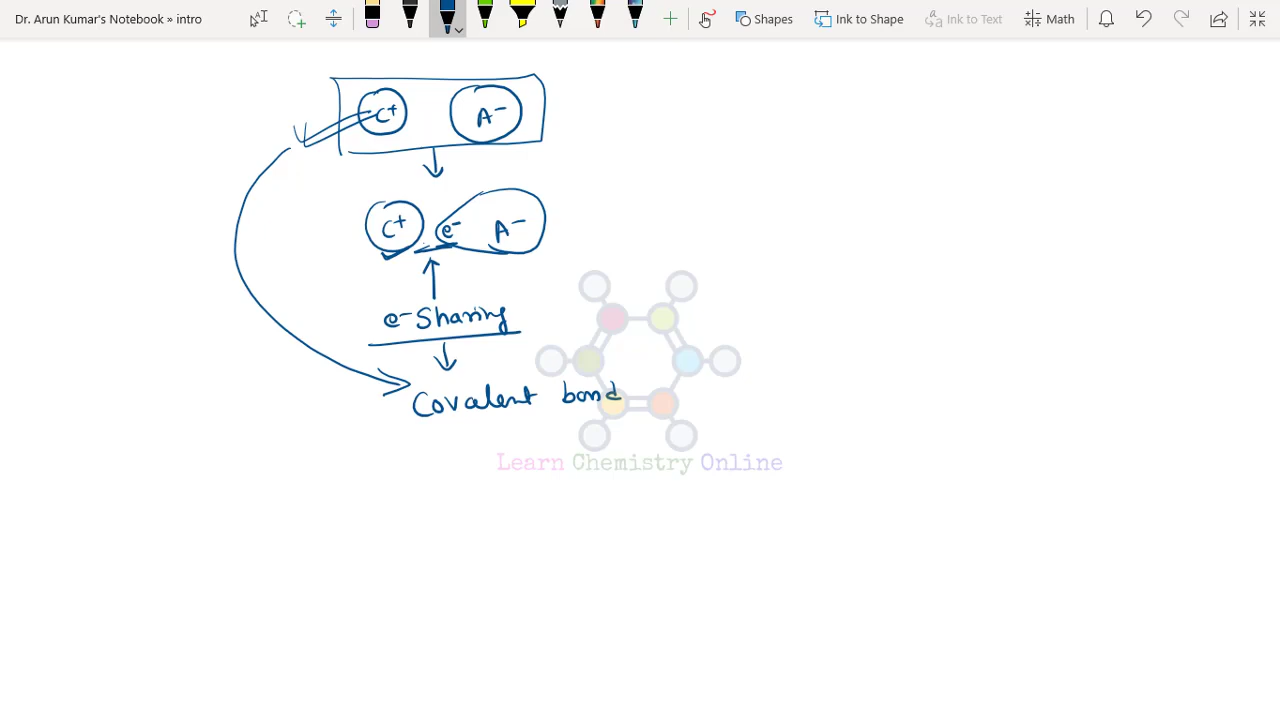 Dr. Arun Kumar's Notebook » intro
Shapes
Ink to Shape
Ink to Text
Math
C⁺ A⁻
C⁺ e⁻ A⁻
e⁻ Sharing
Covalent bond
Learn Chemistry Online